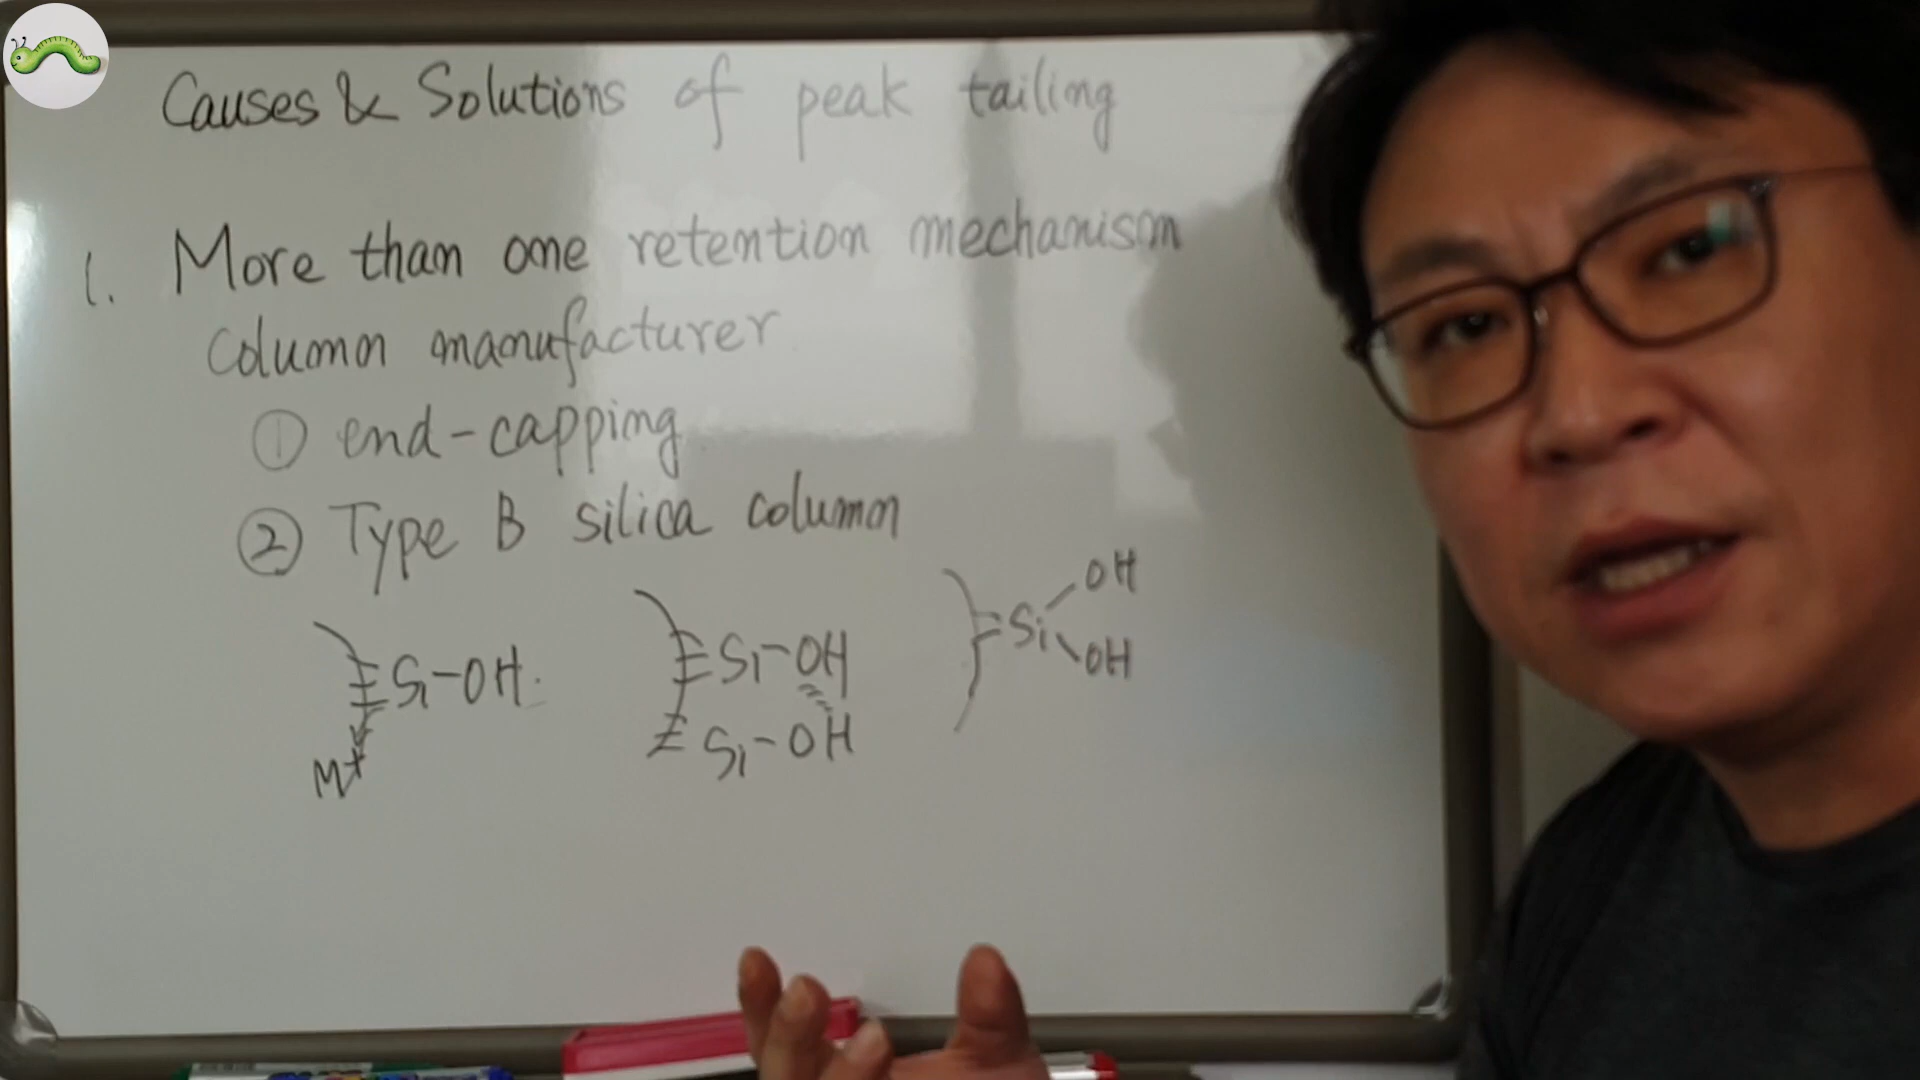 Causes & Solutions of peak tailing
1. More than one retention mechanism
column manufacturer
① end-capping
② Type B silica column
Si-OH
M+
Si-OH
Si-OH
Si
OH
OH